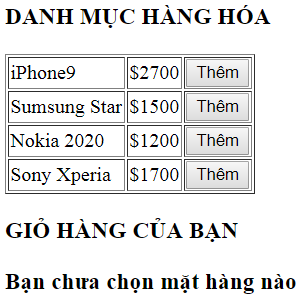 DANH MỤC HÀNG HÓA
iPhone9 $2700 Thêm
Sumsung Star $1500 Thêm
Nokia 2020 $1200 Thêm
Sony Xperia $1700 Thêm
GIỎ HÀNG CỦA BẠN
Bạn chưa chọn mặt hàng nào